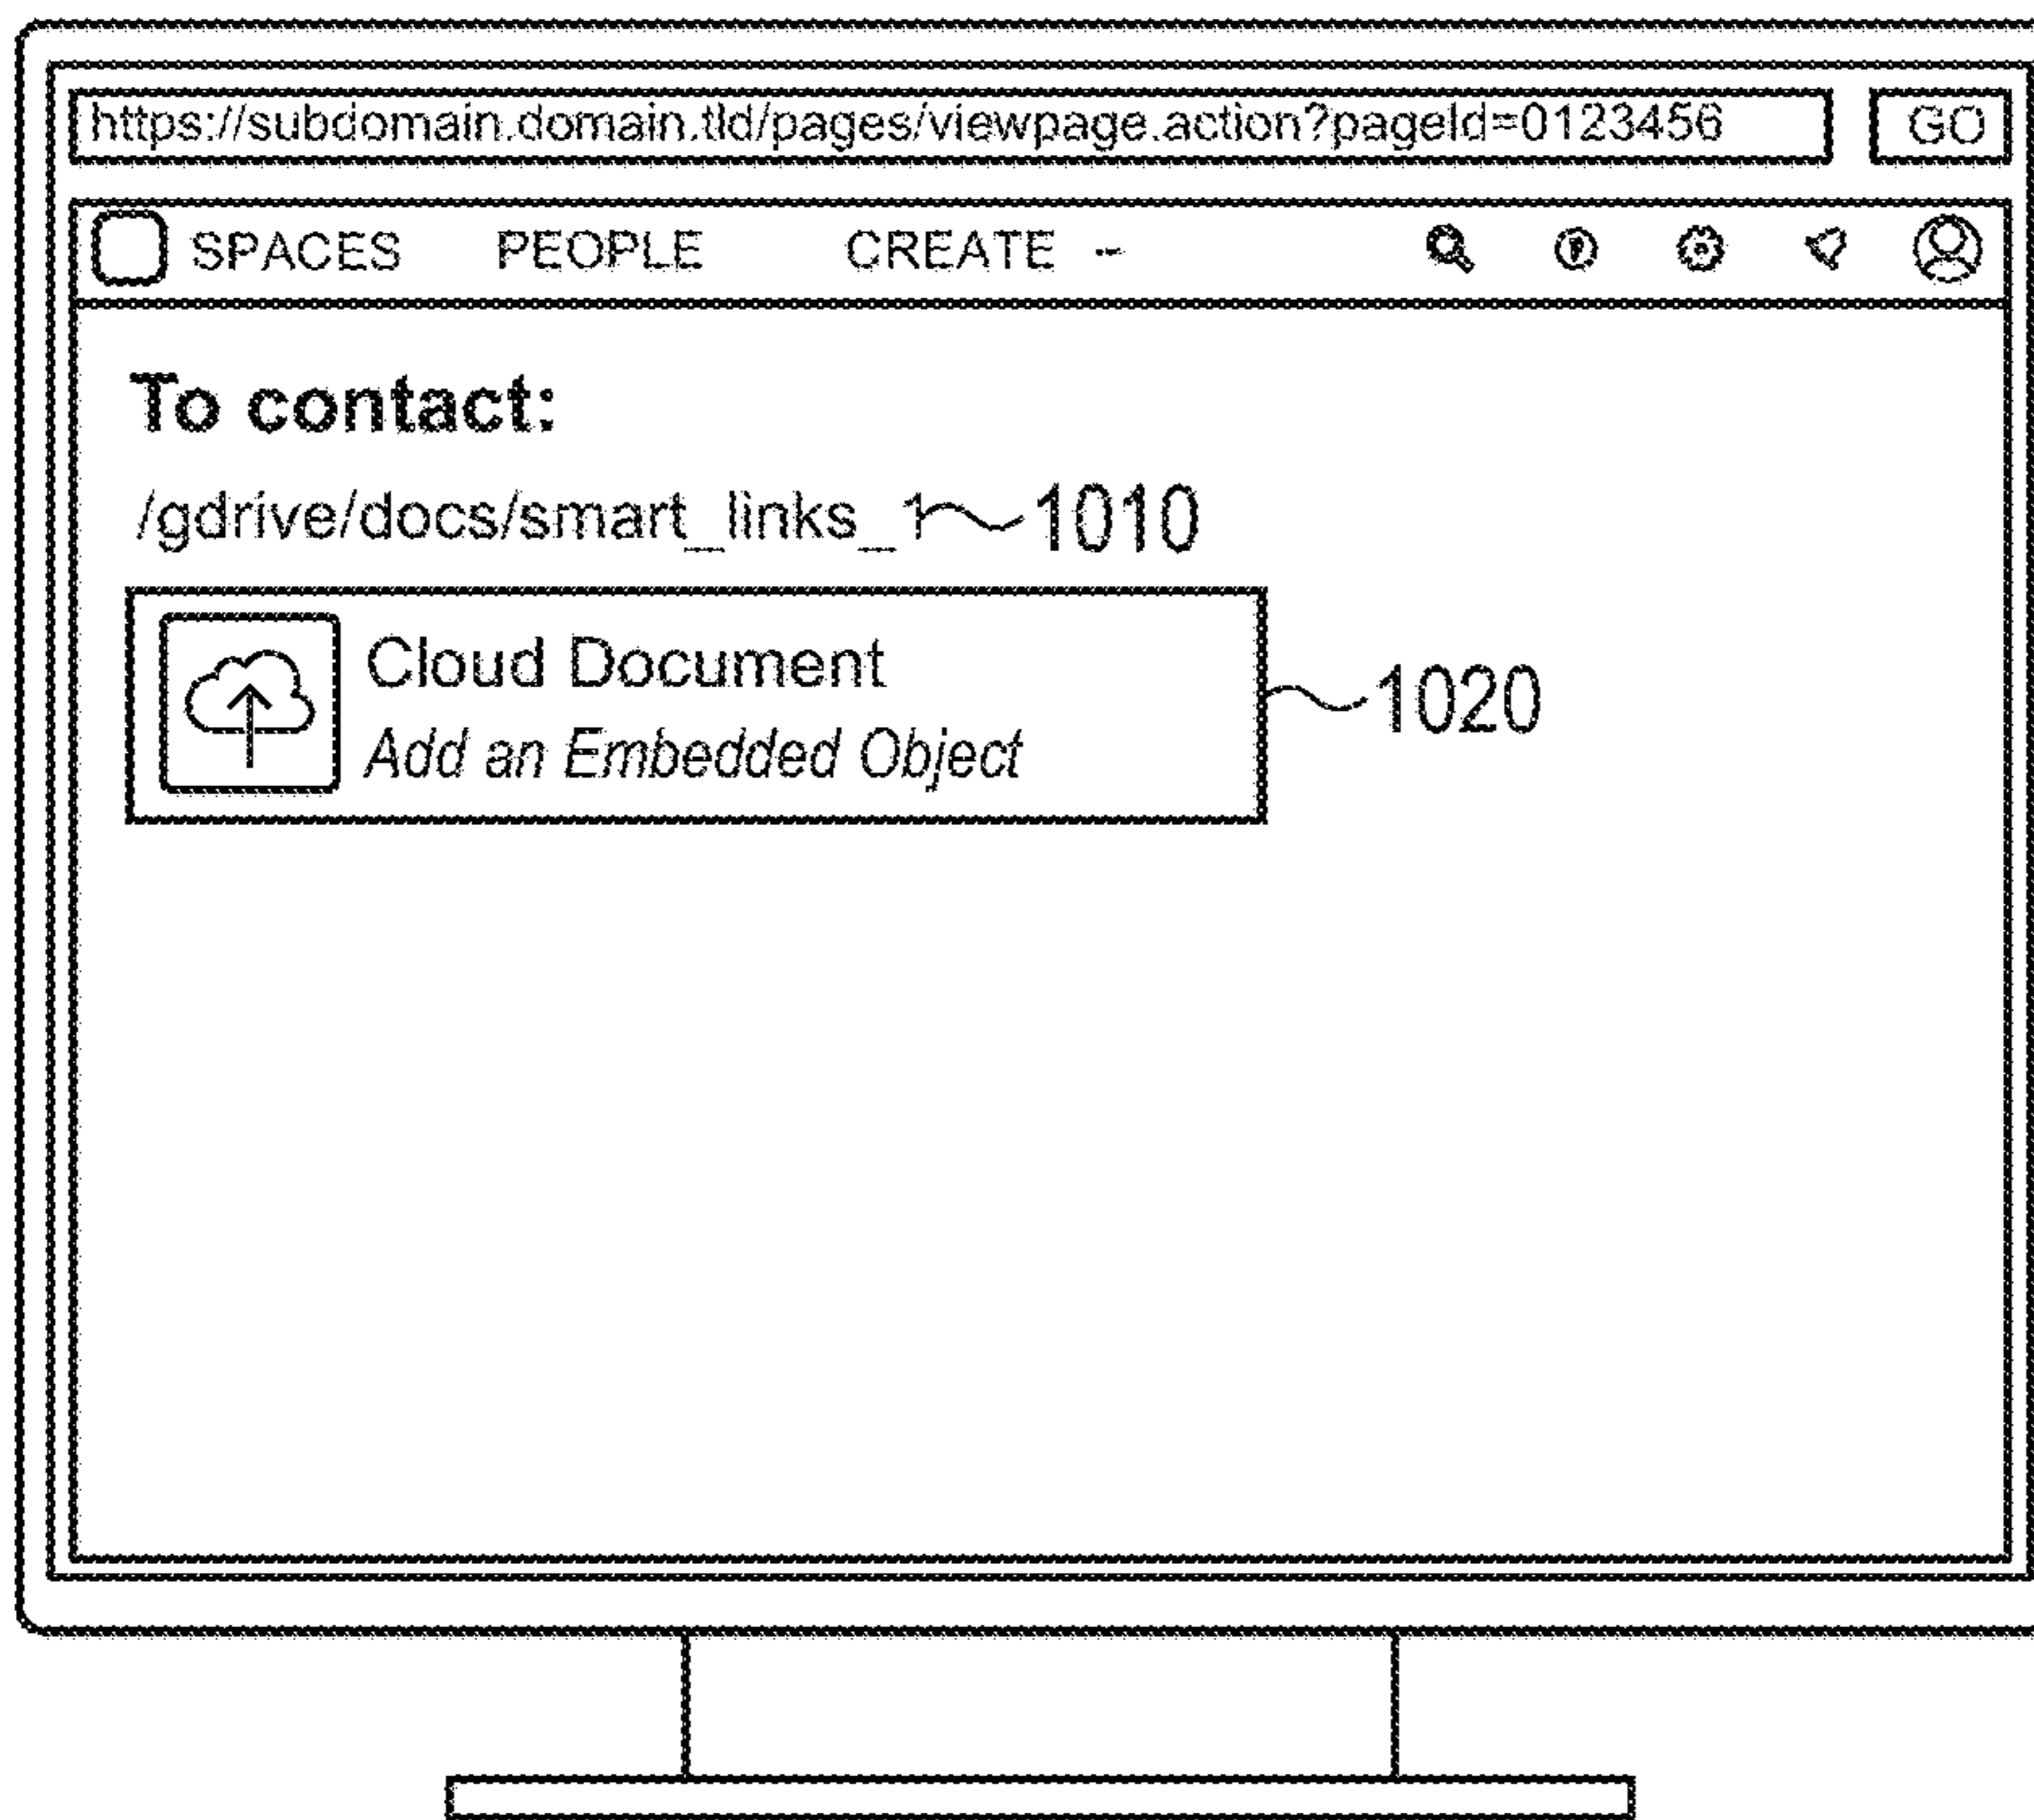 https://subdomain.domain.tld/pages/viewpage.action?pageId=0123456 GO
SPACES PEOPLE CREATE -
To contact:
/gdrive/docs/smart_links_1 1010
Cloud Document
Add an Embedded Object
1020